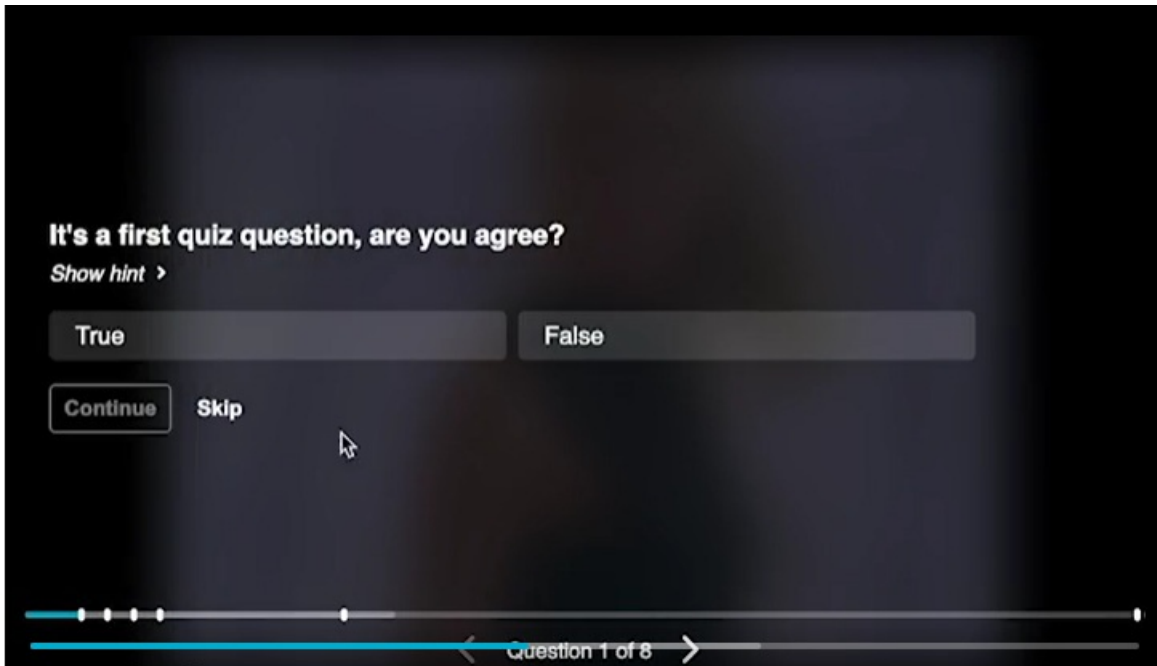 It's a first quiz question, are you agree?
Show hint >
True
False
Continue
Skip
Question 1 of 8